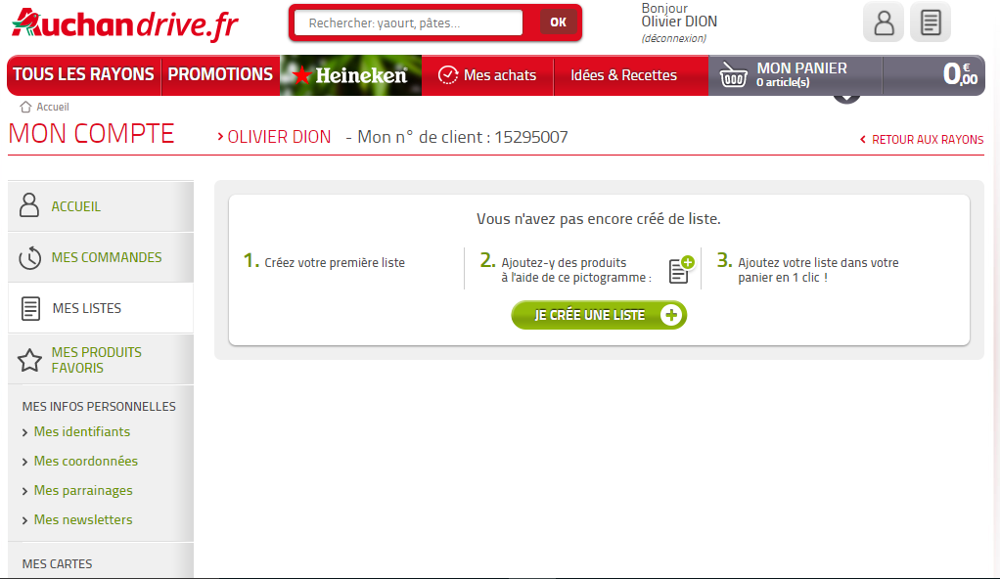 Auchandrive.fr
Rechercher: yaourt, pâtes...
OK
Bonjour
Olivier DION
(déconnexion)
TOUS LES RAYONS
PROMOTIONS
Heineken
Mes achats
Idées & Recettes
MON PANIER
0 article(s)
0,00 €
Accueil
MON COMPTE
OLIVIER DION - Mon n° de client : 15295007
RETOUR AUX RAYONS
ACCUEIL
MES COMMANDES
MES LISTES
MES PRODUITS
FAVORIS
MES INFOS PERSONNELLES
Mes identifiants
Mes coordonnées
Mes parrainages
Mes newsletters
MES CARTES
Vous n'avez pas encore créé de liste.
1. Créez votre première liste
2. Ajoutez-y des produits
à l'aide de ce pictogramme :
3. Ajoutez votre liste dans votre
panier en 1 clic !
JE CRÉE UNE LISTE